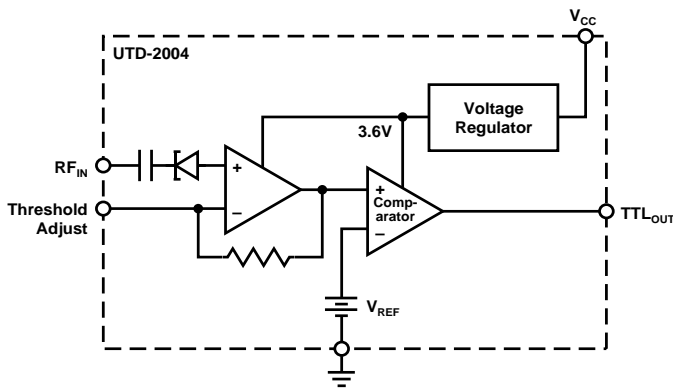 V_CC
UTD-2004
Voltage
Regulator
3.6V
RF_IN
+
−
Threshold
Adjust
+
Comp-
arator
−
TTL_OUT
V_REF